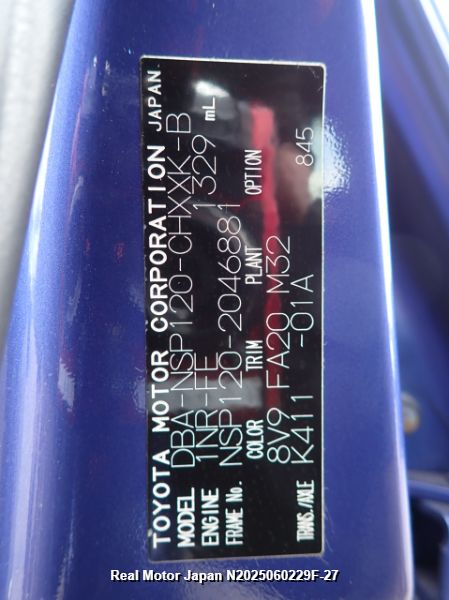 TOYOTA MOTOR CORPORATION JAPAN
MODEL DBA-NSP120-CHXXK-B
ENGINE 1NR-FE 1329 mL
FRAME No. NSP120-2046881
COLOR TRIM PLANT OPTION
8V9 FA20 M32 845
TRANS./AXLE K411 -01A
Real Motor Japan N2025060229F-27